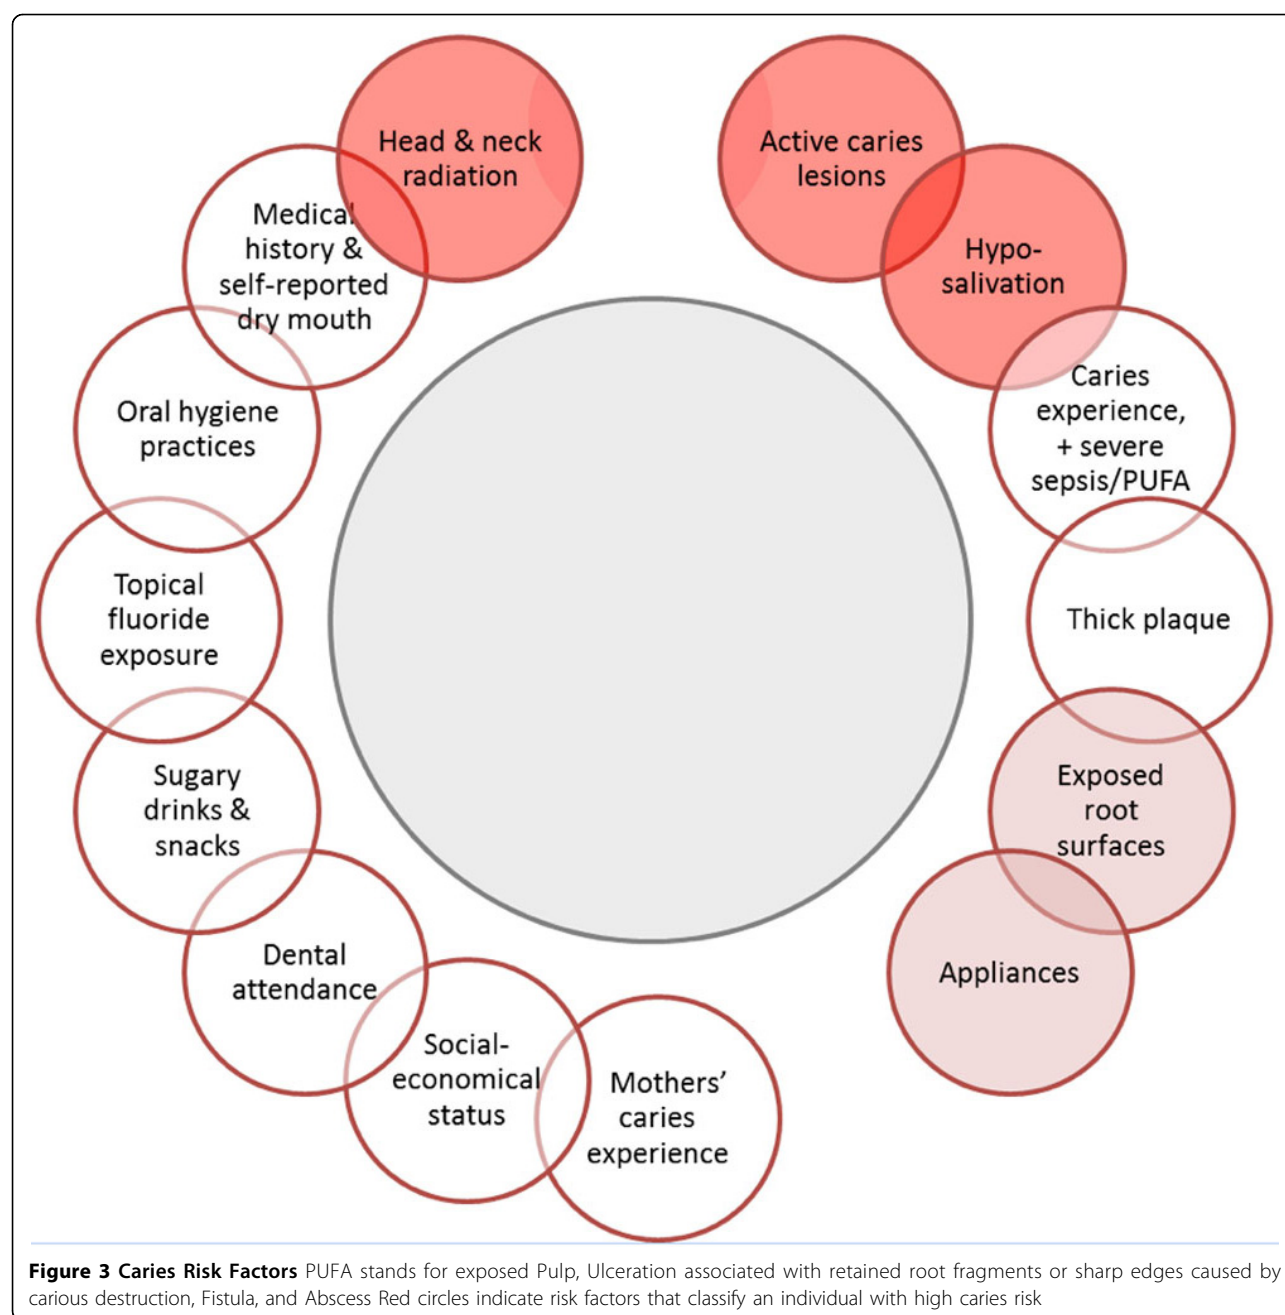 Head & neck
radiation
Active caries
lesions
Medical
history &
self-reported
dry mouth
Hypo-
salivation
Oral hygiene
practices
Caries
experience,
+ severe
sepsis/PUFA
Topical
fluoride
exposure
Thick plaque
Sugary
drinks &
snacks
Exposed
root
surfaces
Dental
attendance
Appliances
Social-
economical
status
Mothers’
caries
experience
Figure 3 Caries Risk Factors PUFA stands for exposed Pulp, Ulceration associated with retained root fragments or sharp edges caused by
carious destruction, Fistula, and Abscess Red circles indicate risk factors that classify an individual with high caries risk